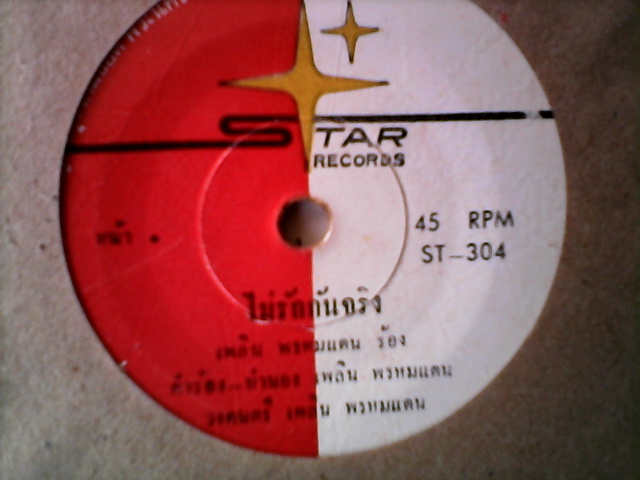 STAR
RECORDS
45 RPM
ST-304
หน้า
ไม่รักกันจริง
เพลิน พรหมแดน ร้อง
คำร้อง-ทำนอง เพลิน พรหมแดน
วงดนตรี เพลิน พรหมแดน